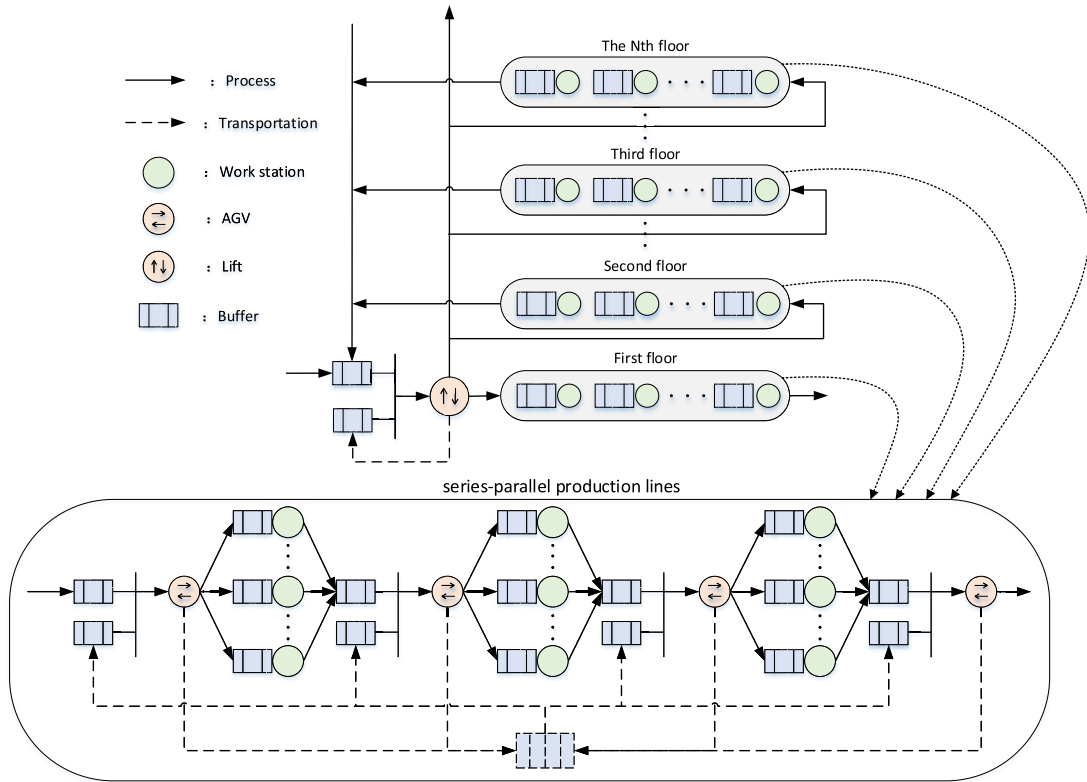 The Nth floor
: Process
: Transportation
Third floor
: Work station
: AGV
Second floor
: Lift
: Buffer
First floor
series-parallel production lines